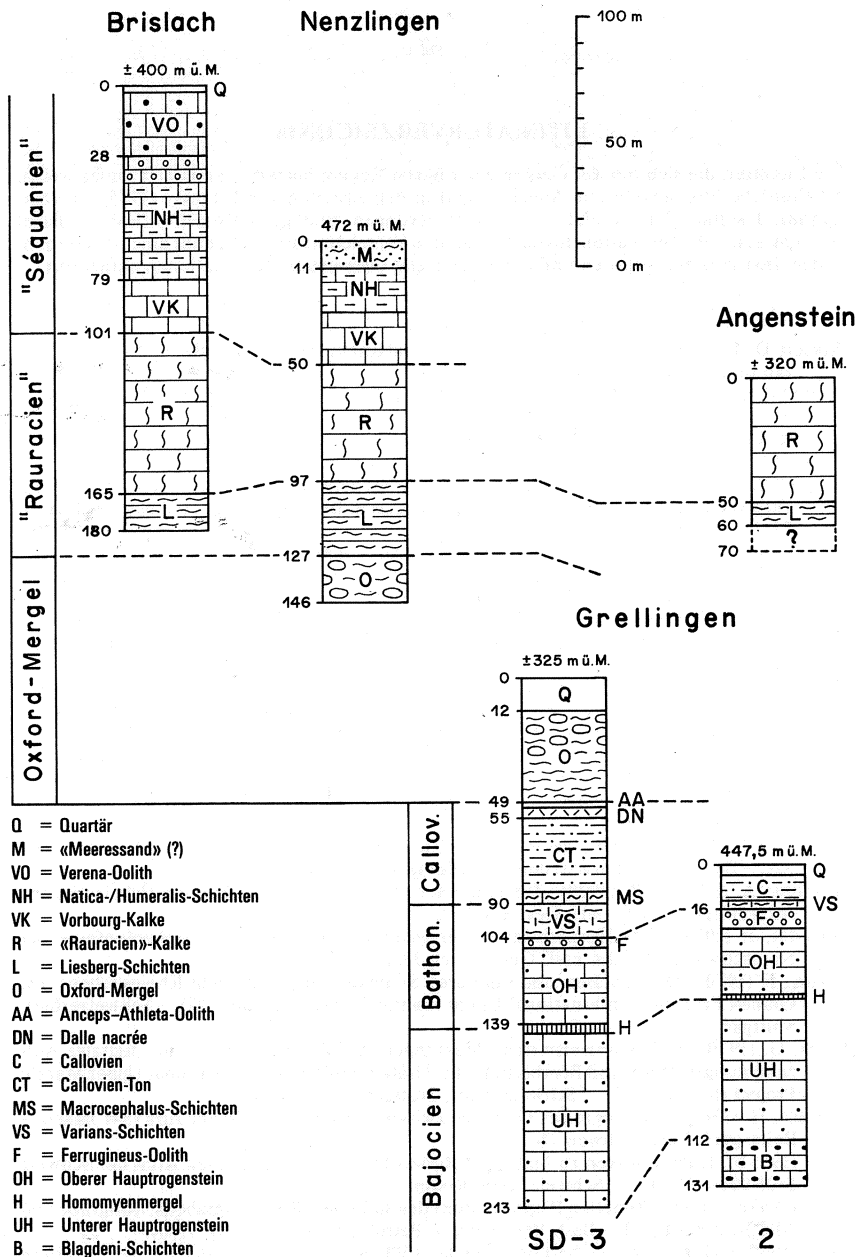 Brislach
Nenzlingen
100 m
50 m
0 m
± 400 m ü. M.
0
Q
VO
28
NH
79
VK
101
R
165
L
180
472 m ü. M.
0
M
11
NH
VK
50
R
97
L
127
O
146
Angenstein
± 320 m ü. M.
0
R
50
L
60
?
70
"Séquanien"
"Rauracien"
Oxford-Mergel
Grellingen
±325 m ü. M.
0
Q
12
O
49
AA
55
DN
CT
MS
90
VS
104
F
OH
139
H
UH
213
SD-3
447,5 m ü. M.
0
Q
C
VS
16
F
OH
H
UH
112
B
131
2
Callov.
Bathon.
Bajocien
Q = Quartär
M = «Meeressand» (?)
VO = Verena-Oolith
NH = Natica-/Humeralis-Schichten
VK = Vorbourg-Kalke
R = «Rauracien»-Kalke
L = Liesberg-Schichten
O = Oxford-Mergel
AA = Anceps–Athleta-Oolith
DN = Dalle nacrée
C = Callovien
CT = Callovien-Ton
MS = Macrocephalus-Schichten
VS = Varians-Schichten
F = Ferrugineus-Oolith
OH = Oberer Hauptrogenstein
H = Homomyenmergel
UH = Unterer Hauptrogenstein
B = Blagdeni-Schichten